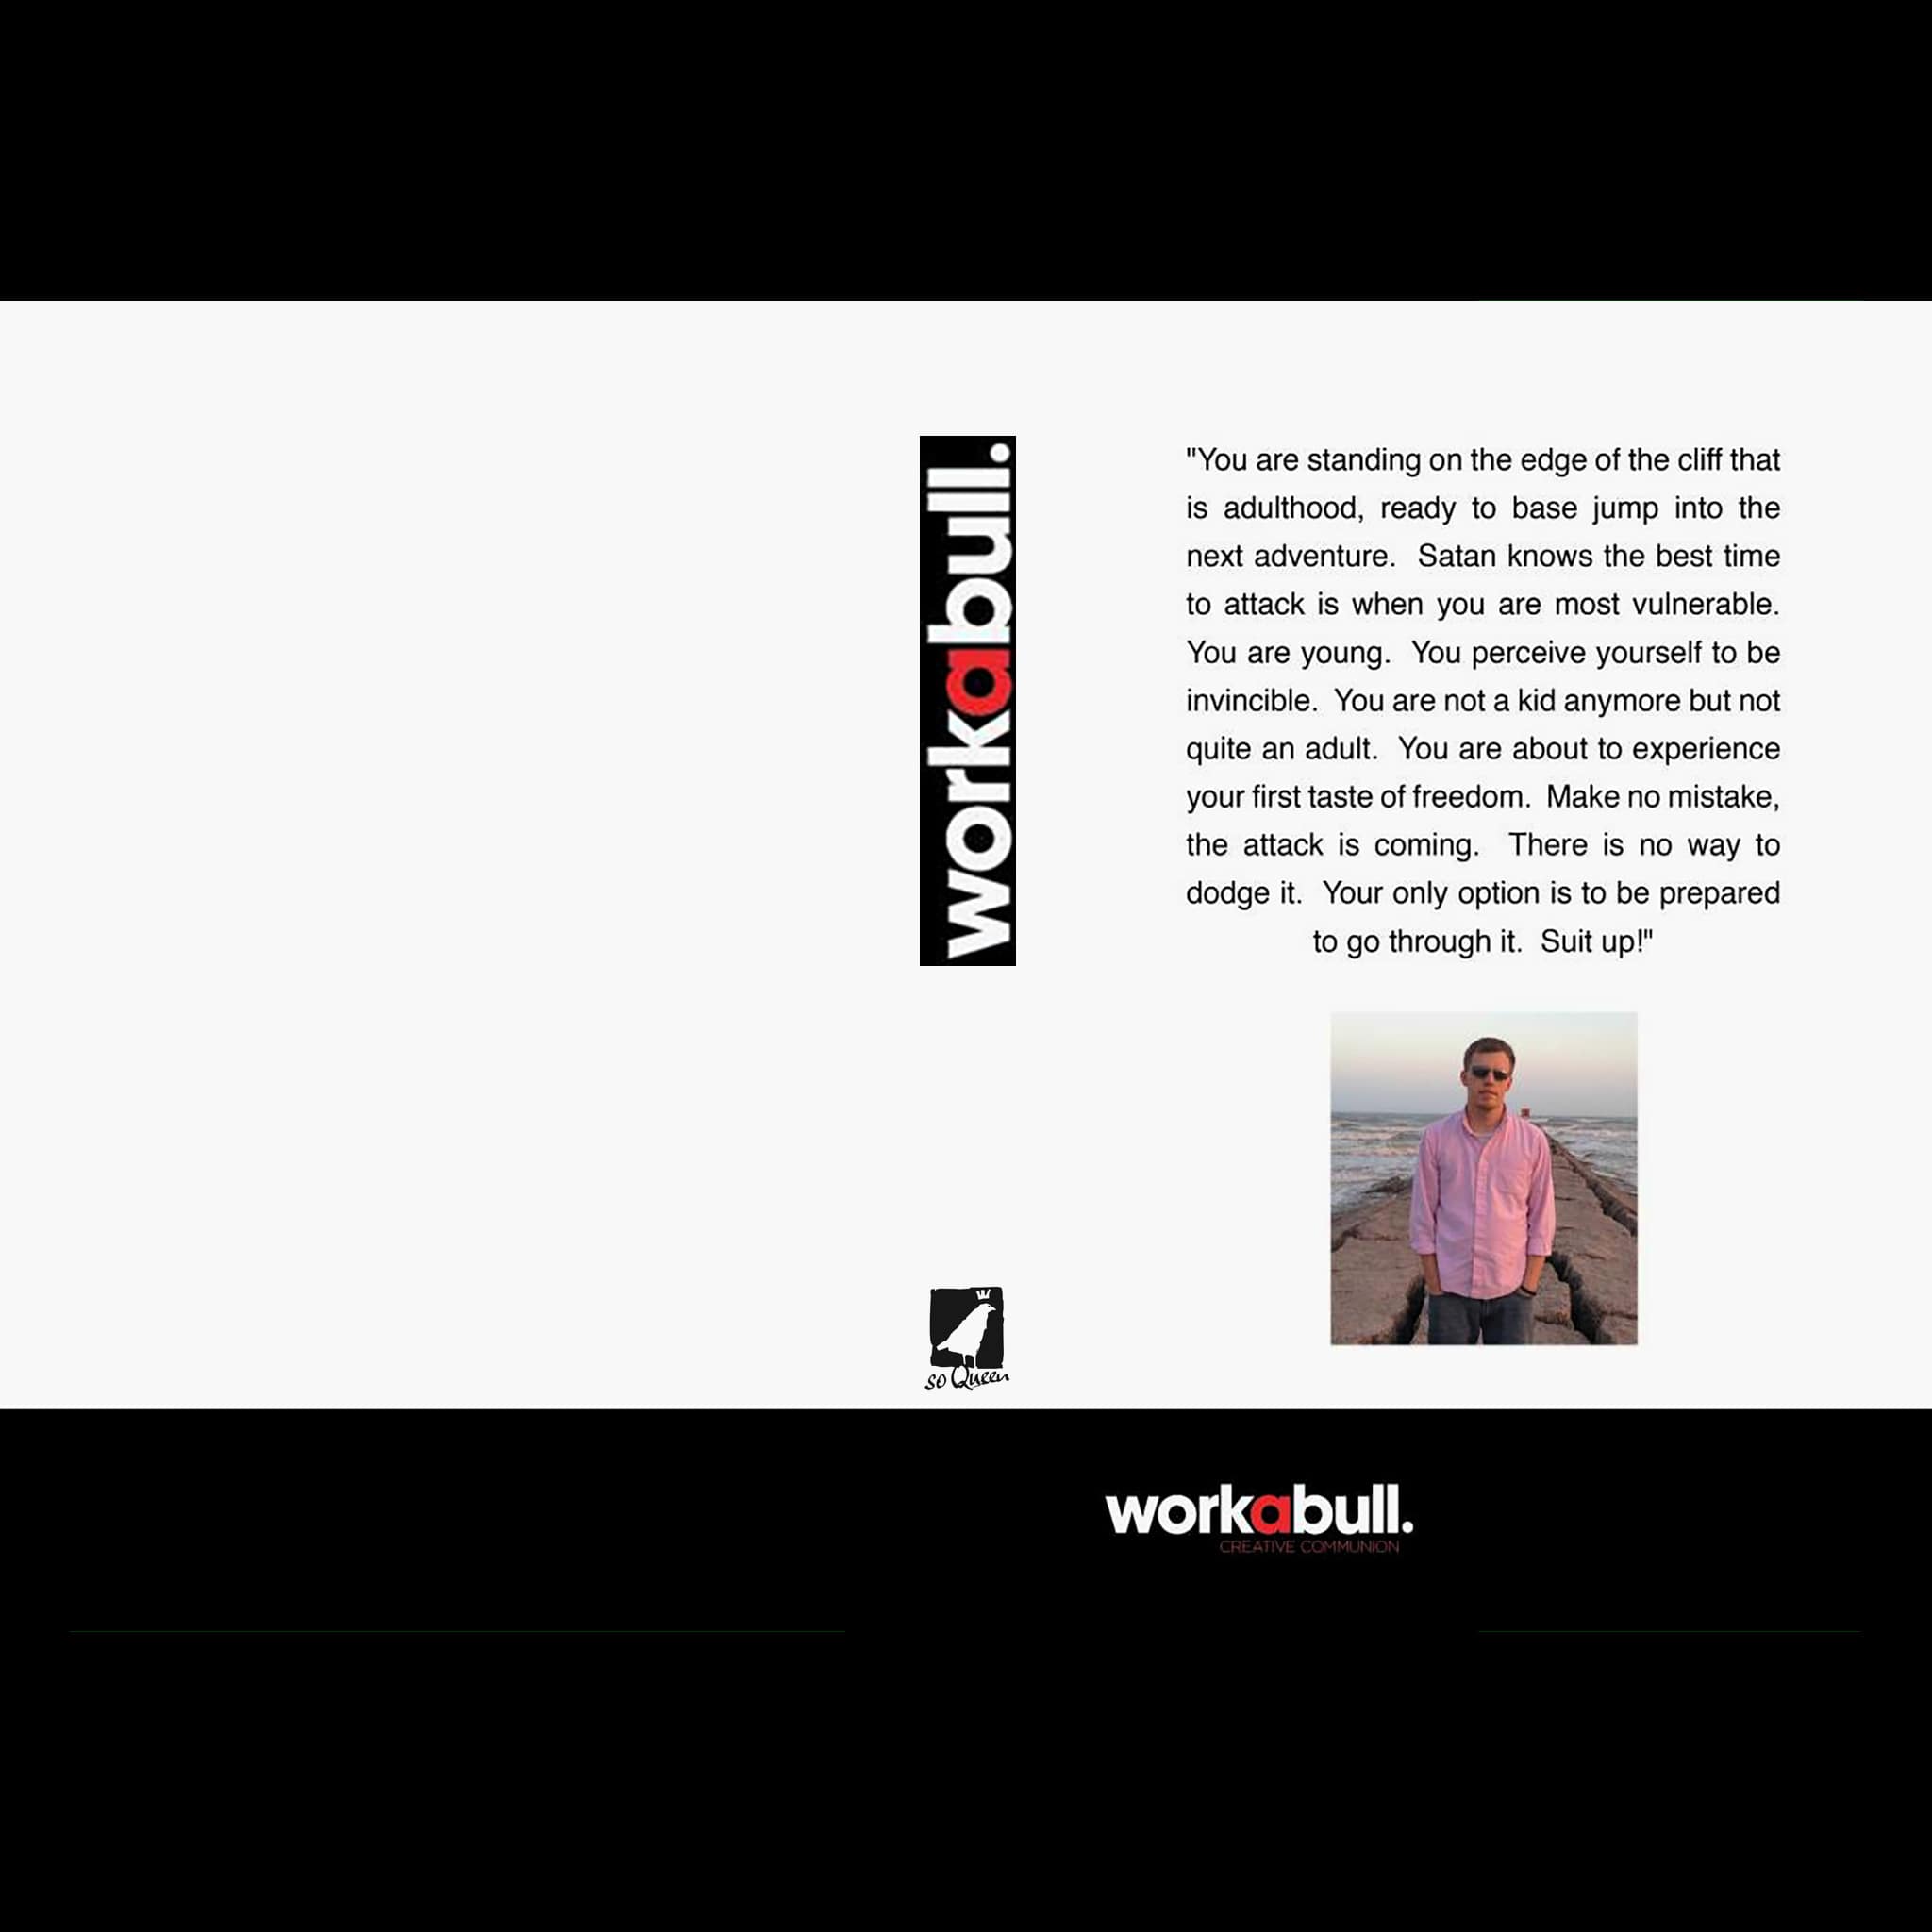 workabull.
"You are standing on the edge of the cliff that
is adulthood, ready to base jump into the
next adventure.  Satan knows the best time
to attack is when you are most vulnerable.
You are young.  You perceive yourself to be
invincible.  You are not a kid anymore but not
quite an adult.  You are about to experience
your first taste of freedom.  Make no mistake,
the attack is coming.  There is no way to
dodge it.  Your only option is to be prepared
to go through it.  Suit up!"
so Queen
workabull.
CREATIVE COMMUNION